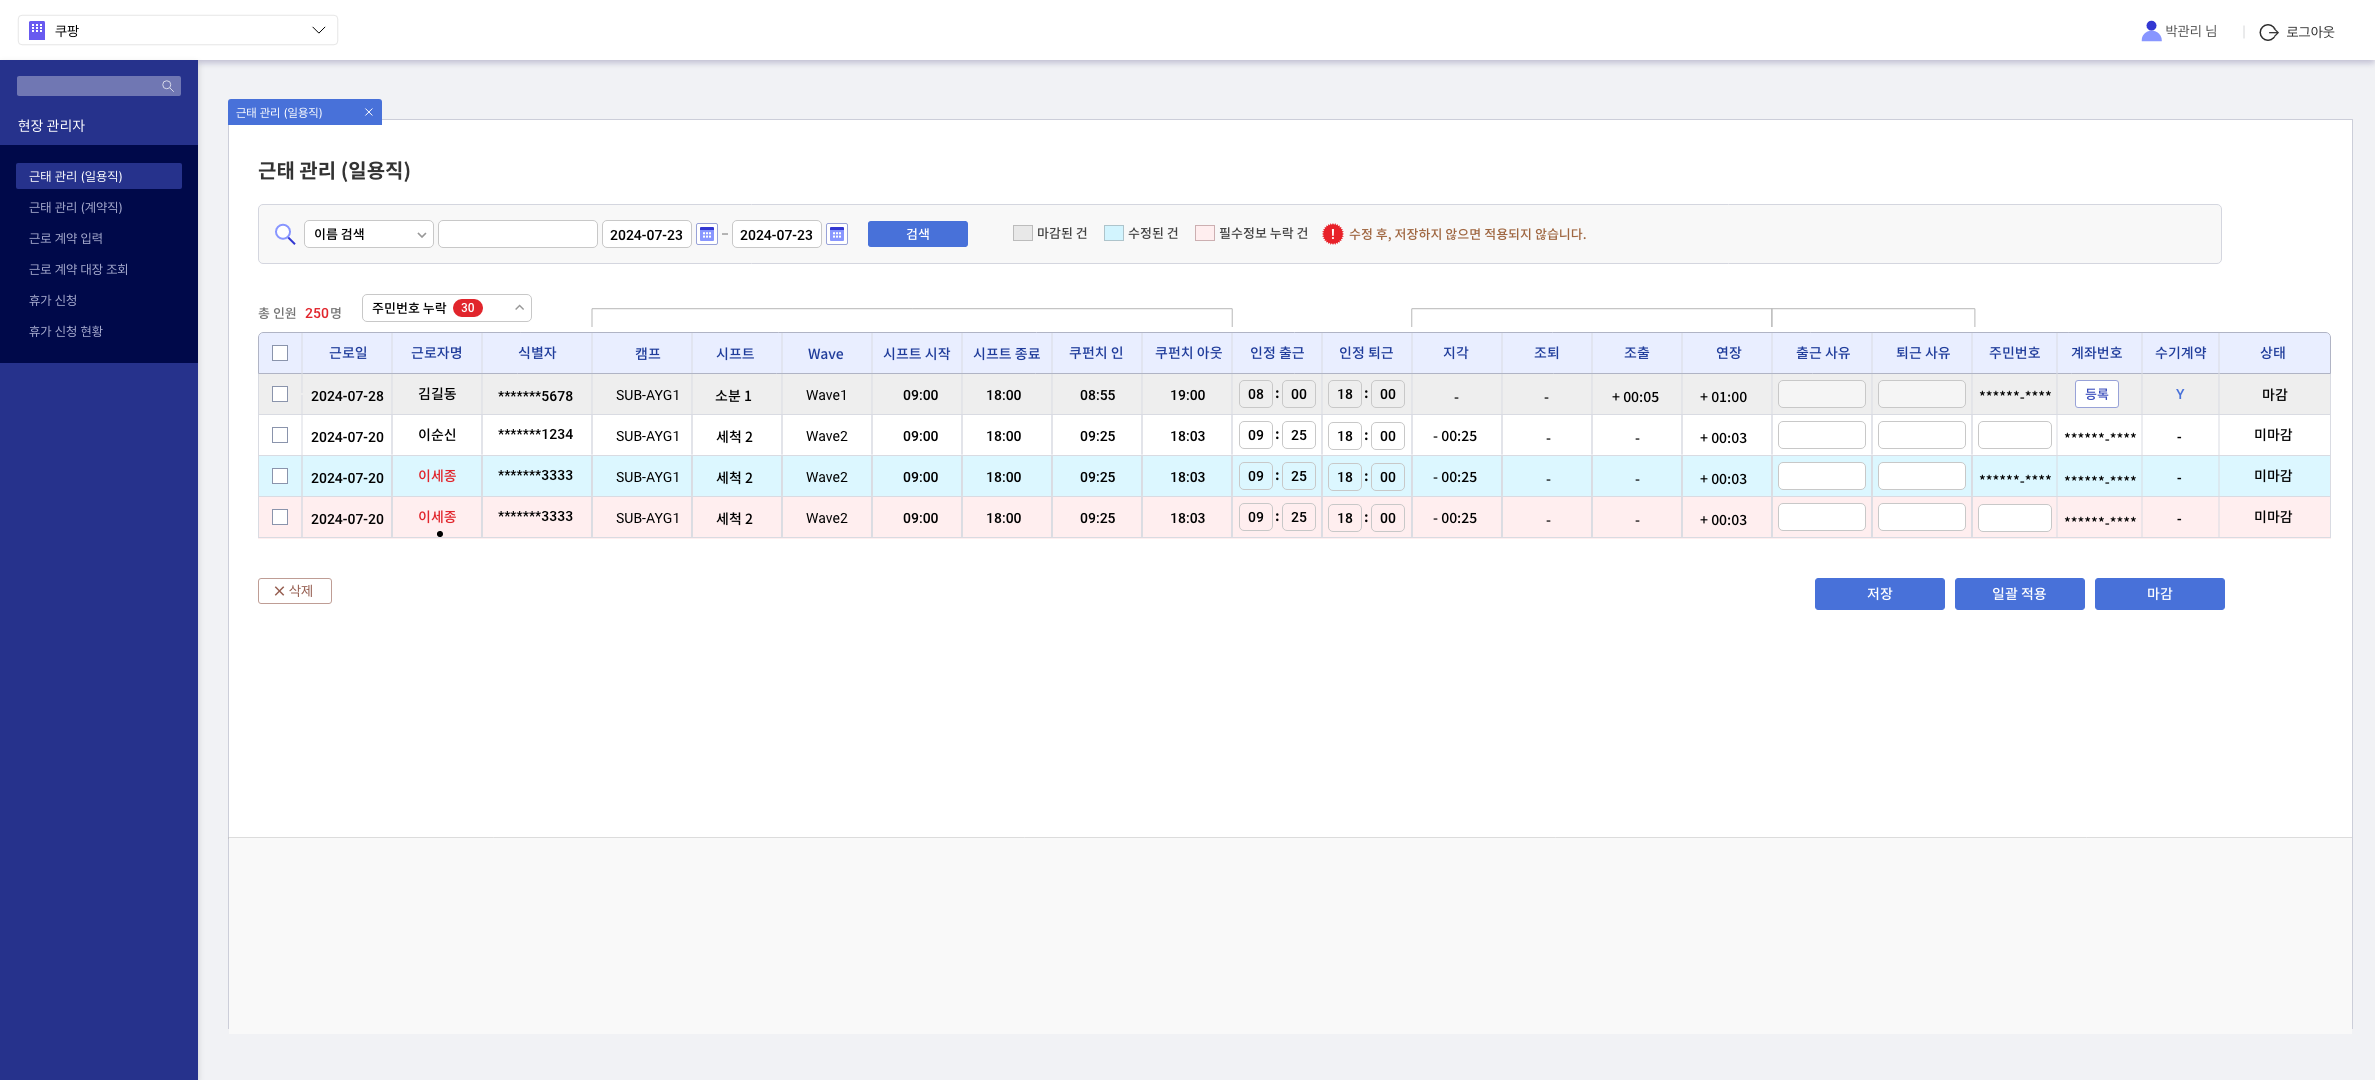 쿠팡
박관리 님
로그아웃
현장 관리자
근태 관리 (일용직)
근태 관리 (계약직)
근로 계약 입력
근로 계약 대장 조회
휴가 신청
휴가 신청 현황
근태 관리 (일용직)
근태 관리 (일용직)
이름 검색 2024-07-23 - 2024-07-23 검색 마감된 건 수정된 건 필수정보 누락 건 ! 수정 후, 저장하지 않으면 적용되지 않습니다.
총 인원 250명 주민번호 누락 30
근로일 근로자명 식별자 캠프 시프트 Wave 시프트 시작 시프트 종료 쿠펀치 인 쿠펀치 아웃 인정 출근 인정 퇴근 지각 조퇴 조출 연장 출근 사유 퇴근 사유 주민번호 계좌번호 수기계약 상태
2024-07-28 김길동 *******5678 SUB-AYG1 소분 1 Wave1 09:00 18:00 08:55 19:00 08 : 00 18 : 00 - - + 00:05 + 01:00 ******-**** 등록 Y 마감
2024-07-20 이순신 *******1234 SUB-AYG1 세척 2 Wave2 09:00 18:00 09:25 18:03 09 : 25 18 : 00 - 00:25 - - + 00:03 ******-**** - 미마감
2024-07-20 이세종 *******3333 SUB-AYG1 세척 2 Wave2 09:00 18:00 09:25 18:03 09 : 25 18 : 00 - 00:25 - - + 00:03 ******-**** ******-**** - 미마감
2024-07-20 이세종 *******3333 SUB-AYG1 세척 2 Wave2 09:00 18:00 09:25 18:03 09 : 25 18 : 00 - 00:25 - - + 00:03 ******-**** - 미마감
삭제 저장 일괄 적용 마감